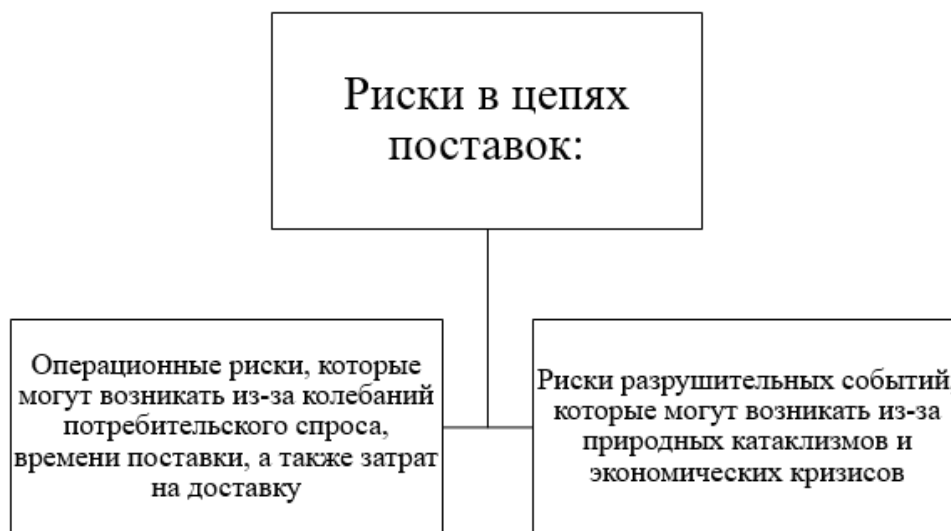 Риски в цепях
поставок:
Операционные риски, которые
могут возникать из-за колебаний
потребительского спроса,
времени поставки, а также затрат
на доставку
Риски разрушительных событий,
которые могут возникать из-за
природных катаклизмов и
экономических кризисов